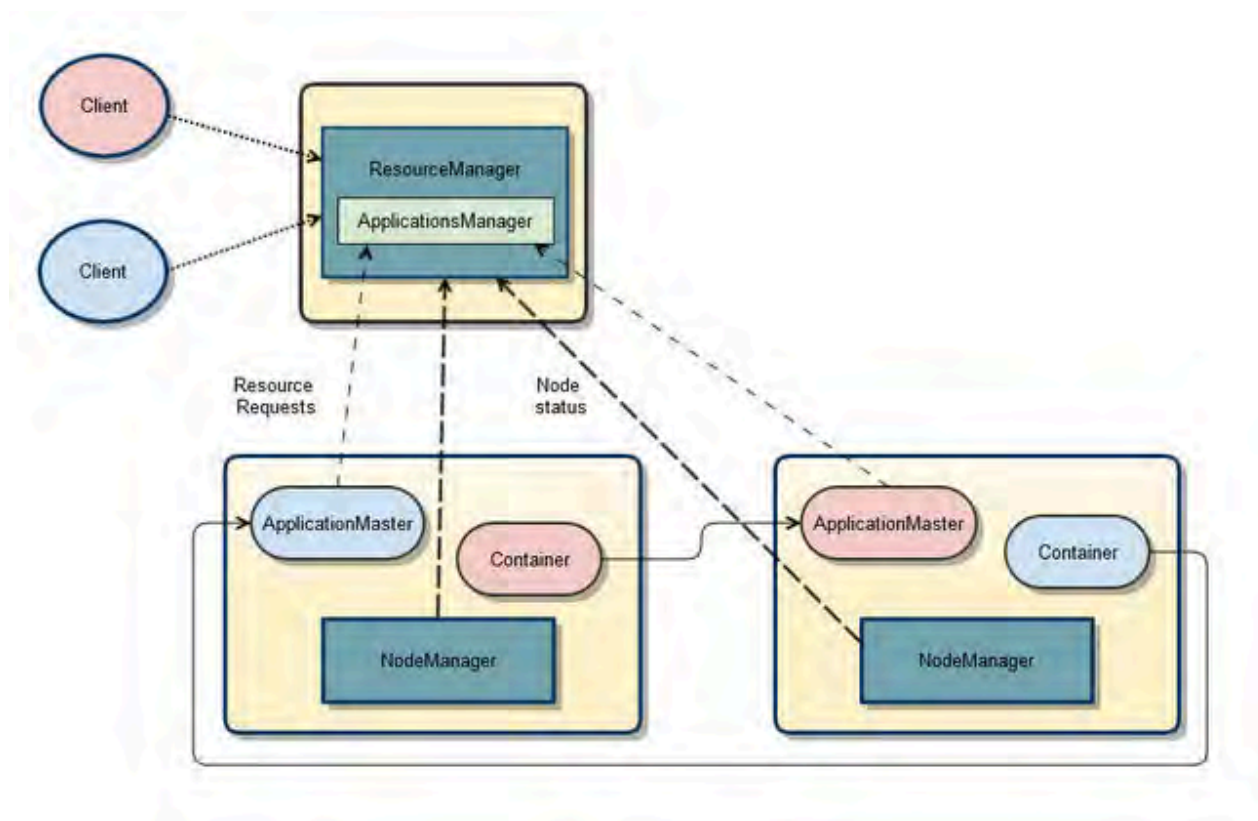 Client
ResourceManager
ApplicationsManager
Client
Resource
Requests
Node
status
ApplicationMaster
Container
NodeManager
ApplicationMaster
Container
NodeManager